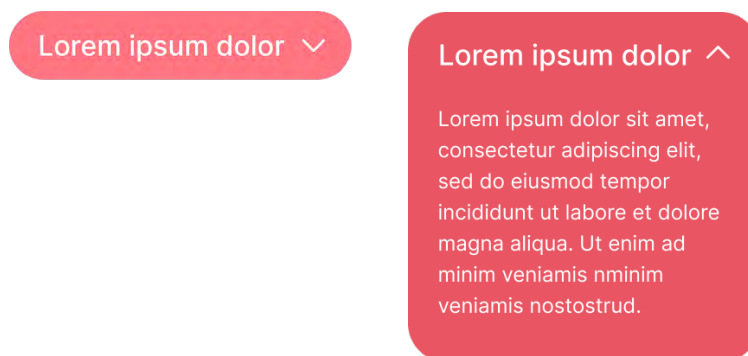 Lorem ipsum dolor
Lorem ipsum dolor
Lorem ipsum dolor sit amet,
consectetur adipiscing elit,
sed do eiusmod tempor
incididunt ut labore et dolore
magna aliqua. Ut enim ad
minim veniamis nminim
veniamis nostostrud.